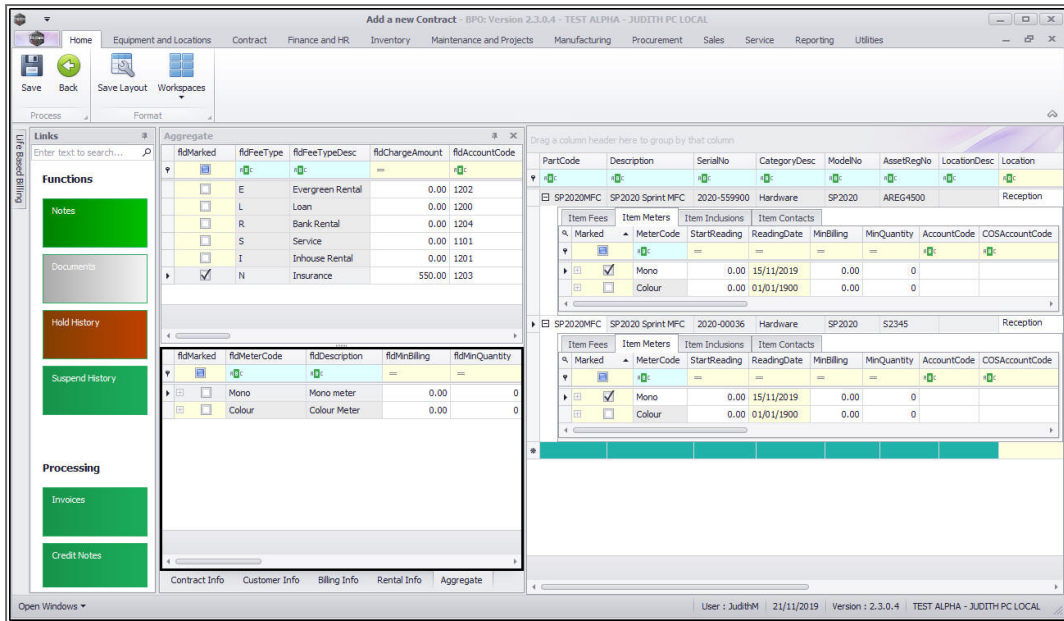 Add a new Contract - BPO: Version 2.3.0.4 - TEST ALPHA - JUDITH PC LOCAL
Home Equipment and Locations Contract Finance and HR Inventory Maintenance and Projects Manufacturing Procurement Sales Service Reporting Utilities
Save Back Save Layout Workspaces
Process Format
Life Based Billing
Links
Enter text to search...
Functions
Notes
Documents
Hold History
Suspend History
Processing
Invoices
Credit Notes
Aggregate
fldMarked fldFeeType fldFeeTypeDesc fldChargeAmount fldAccountCode
E Evergreen Rental 0.00 1202
L Loan 0.00 1200
R Bank Rental 0.00 1204
S Service 0.00 1101
I Inhouse Rental 0.00 1201
N Insurance 550.00 1203
fldMarked fldMeterCode fldDescription fldMinBilling fldMinQuantity
Mono Mono meter 0.00 0
Colour Colour Meter 0.00 0
Contract Info Customer Info Billing Info Rental Info Aggregate
Drag a column header here to group by that column
PartCode Description SerialNo CategoryDesc ModelNo AssetRegNo LocationDesc Location
SP2020MFC SP2020 Sprint MFC 2020-559900 Hardware SP2020 AREG4500 Reception
Item Fees Item Meters Item Inclusions Item Contacts
Marked MeterCode StartReading ReadingDate MinBilling MinQuantity AccountCode COSAccountCode
Mono 0.00 15/11/2019 0.00 0
Colour 0.00 01/01/1900 0.00 0
SP2020MFC SP2020 Sprint MFC 2020-00036 Hardware SP2020 S2345 Reception
Item Fees Item Meters Item Inclusions Item Contacts
Marked MeterCode StartReading ReadingDate MinBilling MinQuantity AccountCode COSAccountCode
Mono 0.00 15/11/2019 0.00 0
Colour 0.00 01/01/1900 0.00 0
Open Windows User : JudithM 21/11/2019 Version : 2.3.0.4 TEST ALPHA - JUDITH PC LOCAL